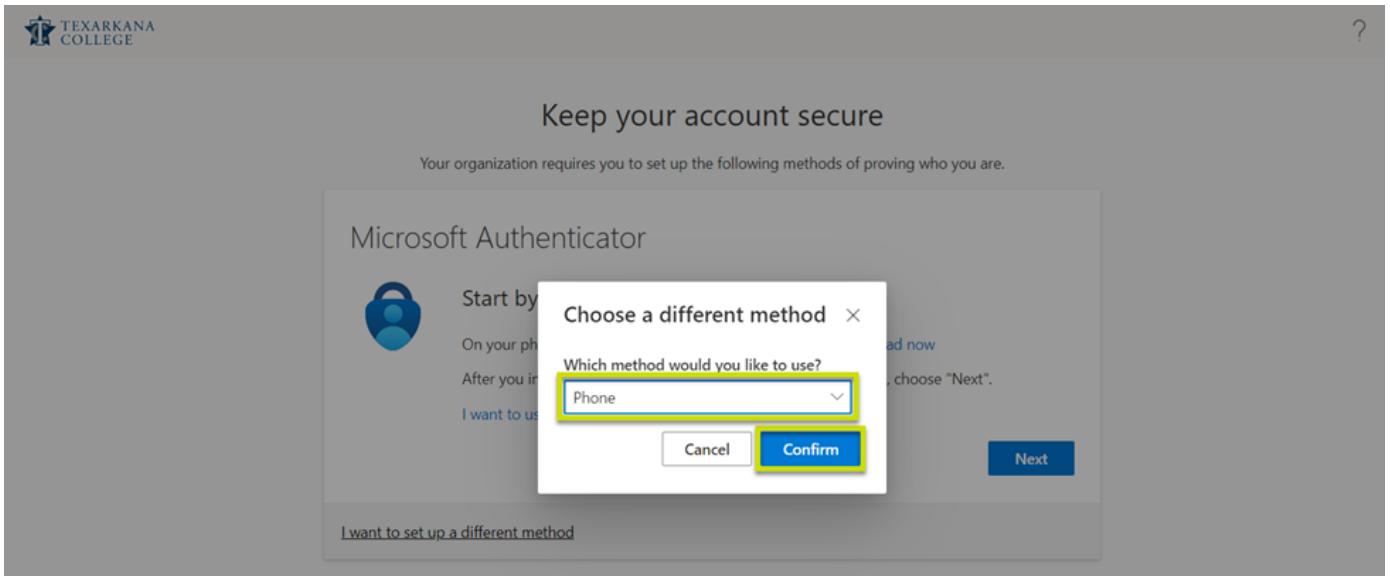 TEXARKANA
COLLEGE
?
Keep your account secure
Your organization requires you to set up the following methods of proving who you are.
Microsoft Authenticator
Start by
On your ph
ad now
After you in
, choose "Next".
I want to us
Choose a different method
Which method would you like to use?
Phone
Cancel
Confirm
Next
I want to set up a different method